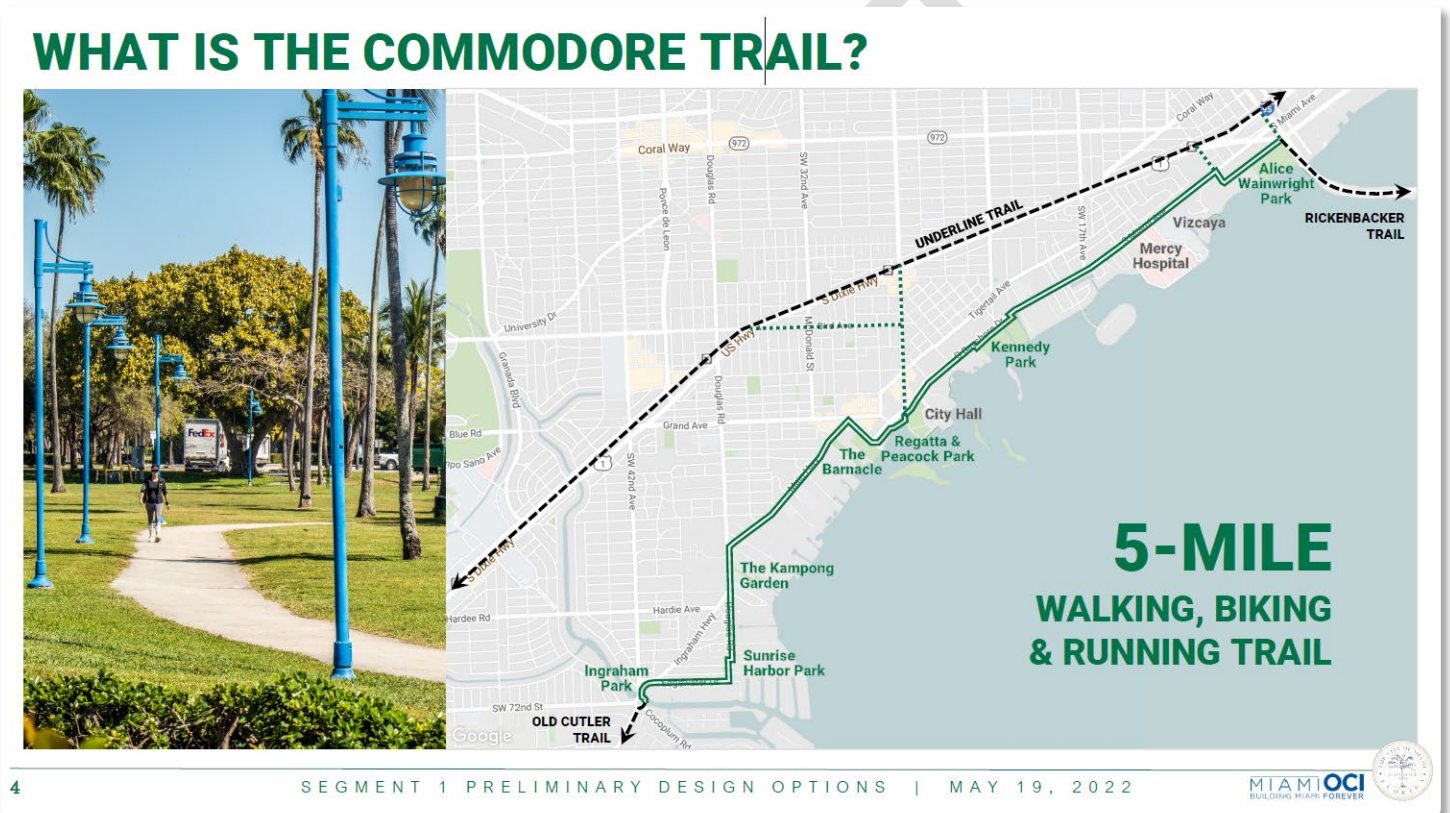 WHAT IS THE COMMODORE TRAIL?
FedEx
Coral Way
972
972
Coral Way
S Miami Ave
95
Douglas Rd
SW 32nd Ave
Ponce de Leon
1
Alice
Wainwright
Park
RICKENBACKER
TRAIL
UNDERLINE TRAIL
SW 17th Ave
Vizcaya
Mercy
Hospital
S Dixie Hwy
Tigertail Ave
University Dr
Bird Ave
McDonald St
US Hwy
Granada Blvd
Kennedy
Park
Douglas Rd
City Hall
Grand Ave
Blue Rd
Regatta &
Peacock Park
The
Barnacle
1
SW 42nd Ave
S Dixie Hwy
The Kampong
Garden
5-MILE
WALKING, BIKING
& RUNNING TRAIL
Hardie Ave
Hardee Rd
Ingraham Hwy
Sunrise
Harbor Park
Ingraham
Park
SW 72nd St
OLD CUTLER
TRAIL
Cocoplum Rd
Google
4
SEGMENT 1 PRELIMINARY DESIGN OPTIONS | MAY 19, 2022
MIAMI OCI
BUILDING MIAMI FOREVER